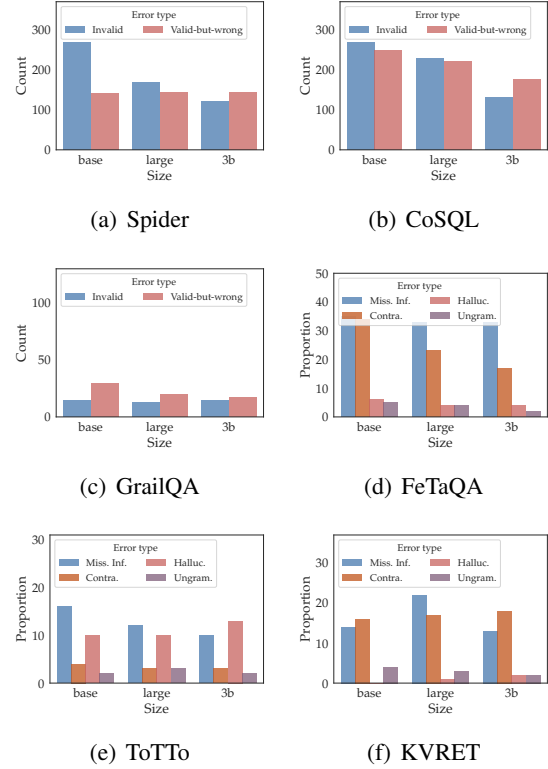 Error type
Invalid Valid-but-wrong
300
200
100
0
Count
base large 3b
Size
(a) Spider
Error type
Invalid Valid-but-wrong
300
200
100
0
Count
base large 3b
Size
(b) CoSQL
Error type
Invalid Valid-but-wrong
100
50
0
Count
base large 3b
Size
(c) GrailQA
Error type
Miss. Inf. Halluc.
Contra. Ungram.
50
40
30
20
10
0
Proportion
base large 3b
Size
(d) FeTaQA
Error type
Miss. Inf. Halluc.
Contra. Ungram.
30
20
10
0
Proportion
base large 3b
Size
(e) ToTTo
Error type
Miss. Inf. Halluc.
Contra. Ungram.
30
20
10
0
Proportion
base large 3b
Size
(f) KVRET